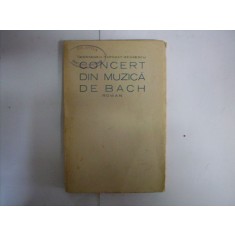 CONCERT
DIN MUZICĂ
DE BACH
ROMAN